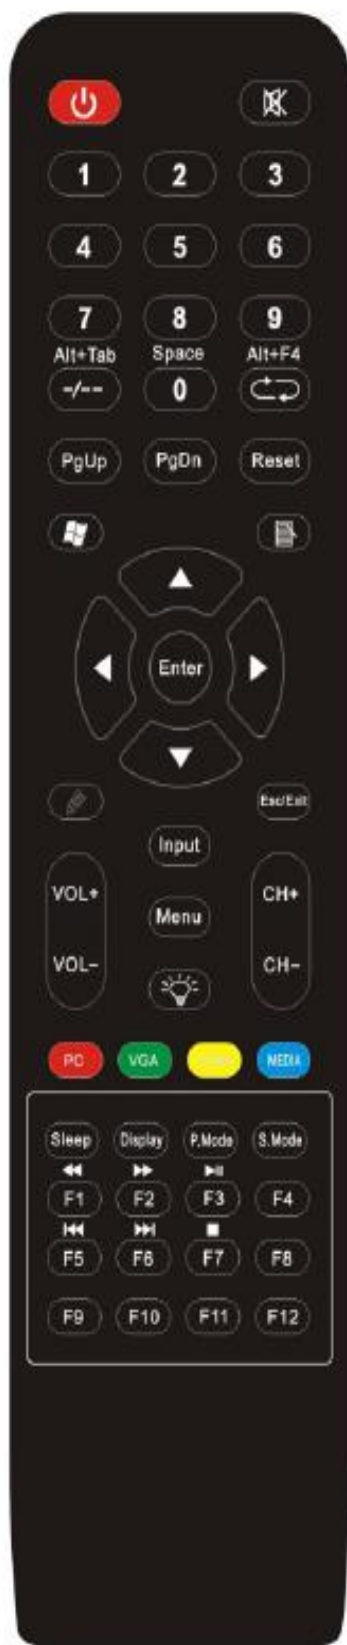 1 2 3
4 5 6
7 8 9
Alt+Tab Space Alt+F4
-/-- 0
PgUp PgDn Reset
Enter
Esc/Exit
Input
VOL+ CH+
Menu
VOL- CH-
PC VGA MEDIA
Sleep Display P.Mode S.Mode
F1 F2 F3 F4
F5 F6 F7 F8
F9 F10 F11 F12